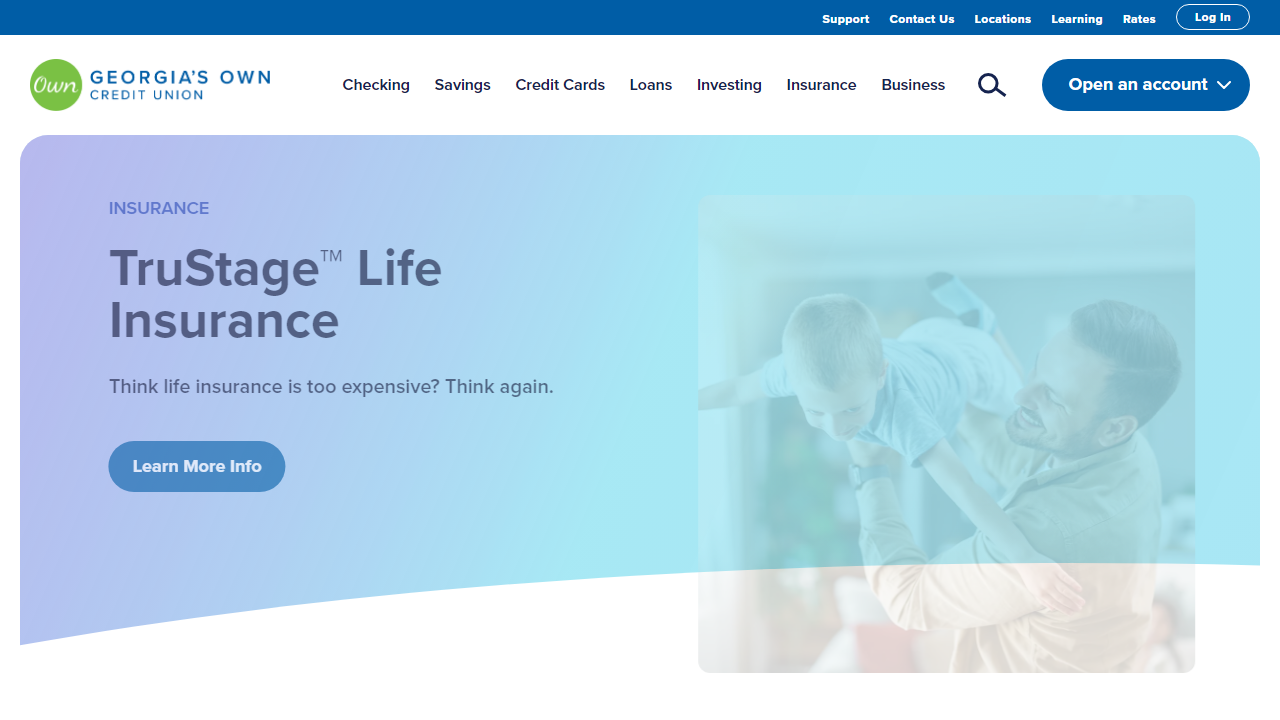 Support Contact Us Locations Learning Rates Log In
Own GEORGIA'S OWN
CREDIT UNION
Checking Savings Credit Cards Loans Investing Insurance Business Open an account
INSURANCE
TruStage™ Life
Insurance
Think life insurance is too expensive? Think again.
Learn More Info